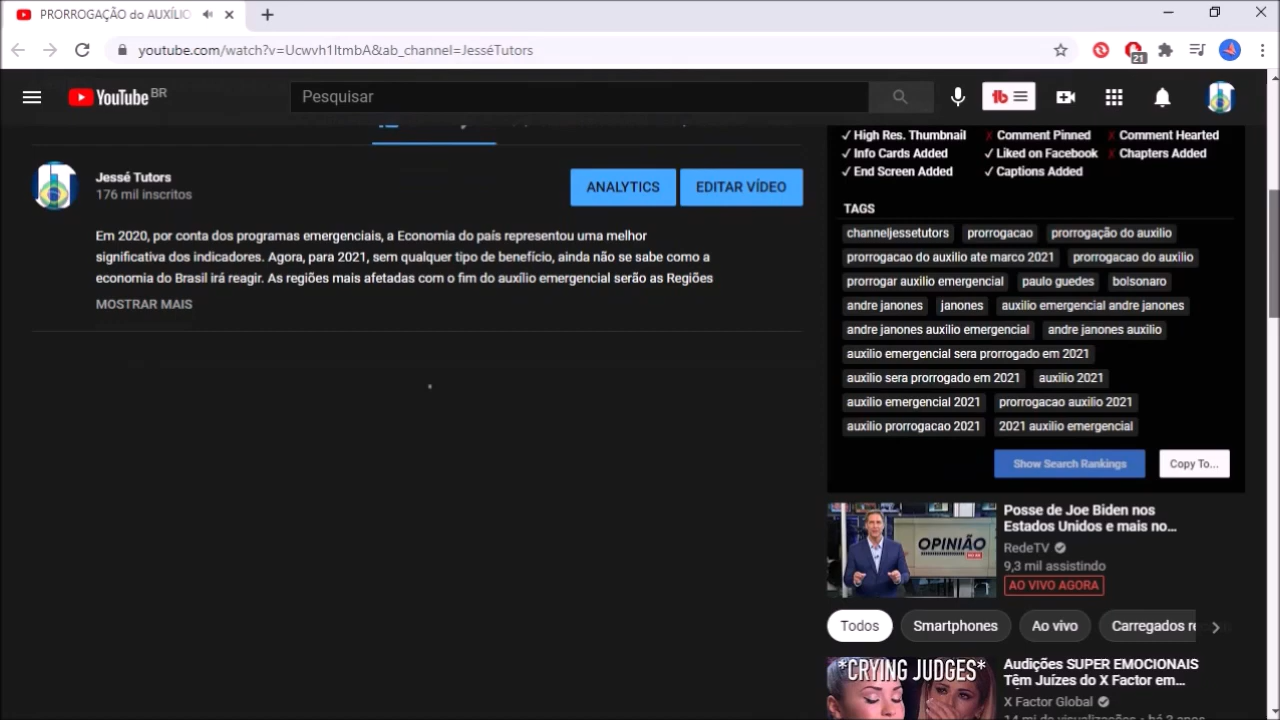 PRORROGAÇÃO do AUXÍLIO
youtube.com/watch?v=Ucwvh1ltmbA&ab_channel=JesséTutors
21
YouTube BR
Pesquisar
Jessé Tutors
176 mil inscritos
ANALYTICS
EDITAR VÍDEO
Em 2020, por conta dos programas emergenciais, a Economia do país representou uma melhor
significativa dos indicadores. Agora, para 2021, sem qualquer tipo de benefício, ainda não se sabe como a
economia do Brasil irá reagir. As regiões mais afetadas com o fim do auxílio emergencial serão as Regiões
MOSTRAR MAIS
✓ High Res. Thumbnail ✗ Comment Pinned ✗ Comment Hearted
✓ Info Cards Added ✓ Liked on Facebook ✗ Chapters Added
✓ End Screen Added ✓ Captions Added
TAGS
channeljessetutors prorrogacao prorrogação do auxilio
prorrogacao do auxilio ate marco 2021 prorrogacao do auxilio
prorrogar auxilio emergencial paulo guedes bolsonaro
andre janones janones auxilio emergencial andre janones
andre janones auxilio emergencial andre janones auxilio
auxilio emergencial sera prorrogado em 2021
auxilio sera prorrogado em 2021 auxilio 2021
auxilio emergencial 2021 prorrogacao auxilio 2021
auxilio prorrogacao 2021 2021 auxilio emergencial
Show Search Rankings Copy To...
OPINIÃO
Posse de Joe Biden nos
Estados Unidos e mais no...
RedeTV
9,3 mil assistindo
AO VIVO AGORA
Todos Smartphones Ao vivo Carregados re
*CRYING JUDGES*
Audições SUPER EMOCIONAIS
Têm Juízes do X Factor em...
X Factor Global
14 mi de visualizações • há 3 anos